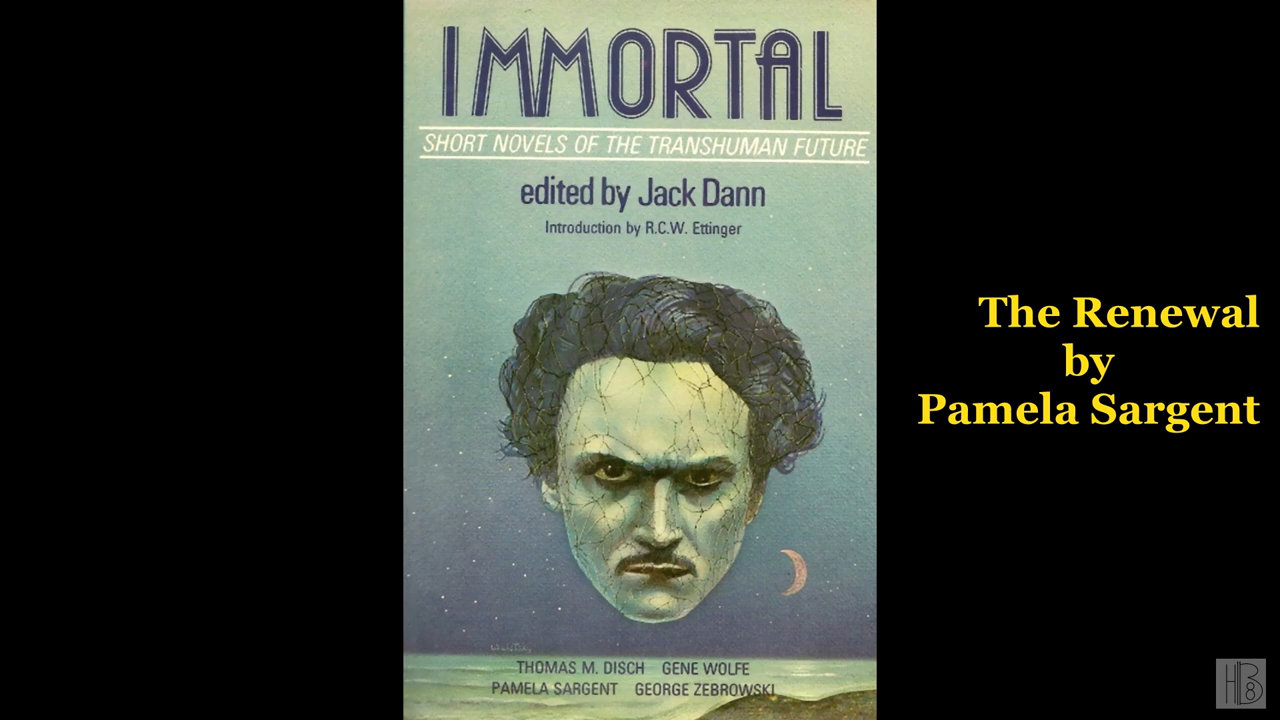 IMMORTAL
SHORT NOVELS OF THE TRANSHUMAN FUTURE
edited by Jack Dann
Introduction by R.C.W. Ettinger
The Renewal
by
Pamela Sargent
THOMAS M. DISCH GENE WOLFE
PAMELA SARGENT GEORGE ZEBROWSKI